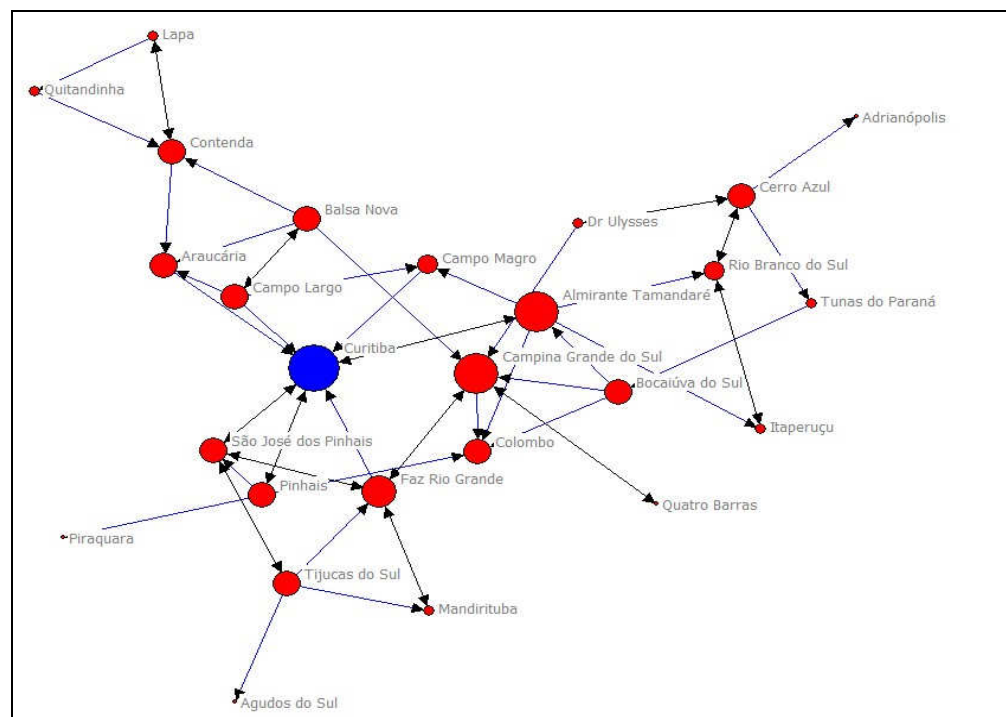 Lapa
Quitandinha
Adrianópolis
Contenda
Cerro Azul
Balsa Nova
Dr Ulysses
Araucária
Campo Magro
Rio Branco do Sul
Campo Largo
Almirante Tamandaré
Tunas do Paraná
Curitiba
Campina Grande do Sul
Bocaiúva do Sul
Itaperuçu
São José dos Pinhais
Colombo
Faz Rio Grande
Pinhais
Quatro Barras
Piraquara
Tijucas do Sul
Mandirituba
Agudos do Sul